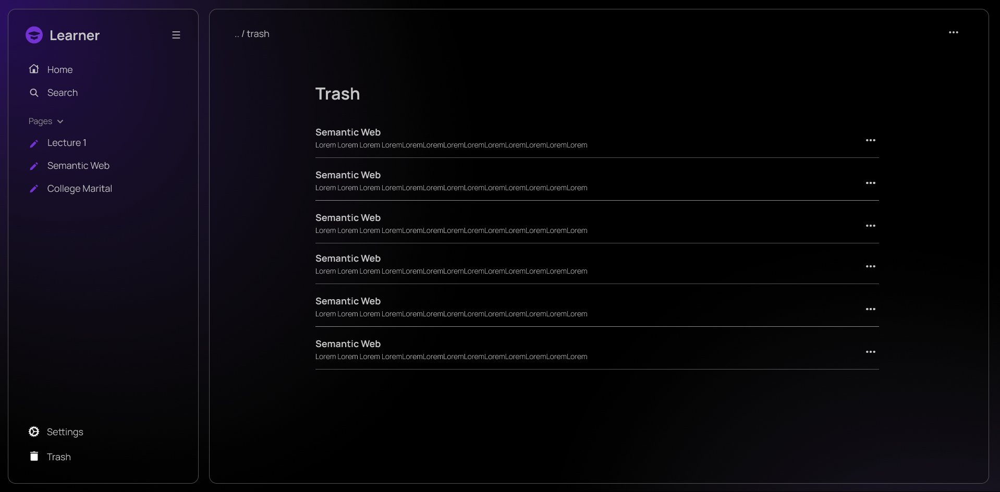 Learner
Home
Search
Pages
Lecture 1
Semantic Web
College Marital
Settings
Trash
.. / trash
Trash
Semantic Web
Lorem Lorem Lorem LoremLoremLoremLoremLoremLoremLoremLoremLoremLorem
Semantic Web
Lorem Lorem Lorem LoremLoremLoremLoremLoremLoremLoremLoremLoremLorem
Semantic Web
Lorem Lorem Lorem LoremLoremLoremLoremLoremLoremLoremLoremLoremLorem
Semantic Web
Lorem Lorem Lorem LoremLoremLoremLoremLoremLoremLoremLoremLoremLorem
Semantic Web
Lorem Lorem Lorem LoremLoremLoremLoremLoremLoremLoremLoremLoremLorem
Semantic Web
Lorem Lorem Lorem LoremLoremLoremLoremLoremLoremLoremLoremLoremLorem